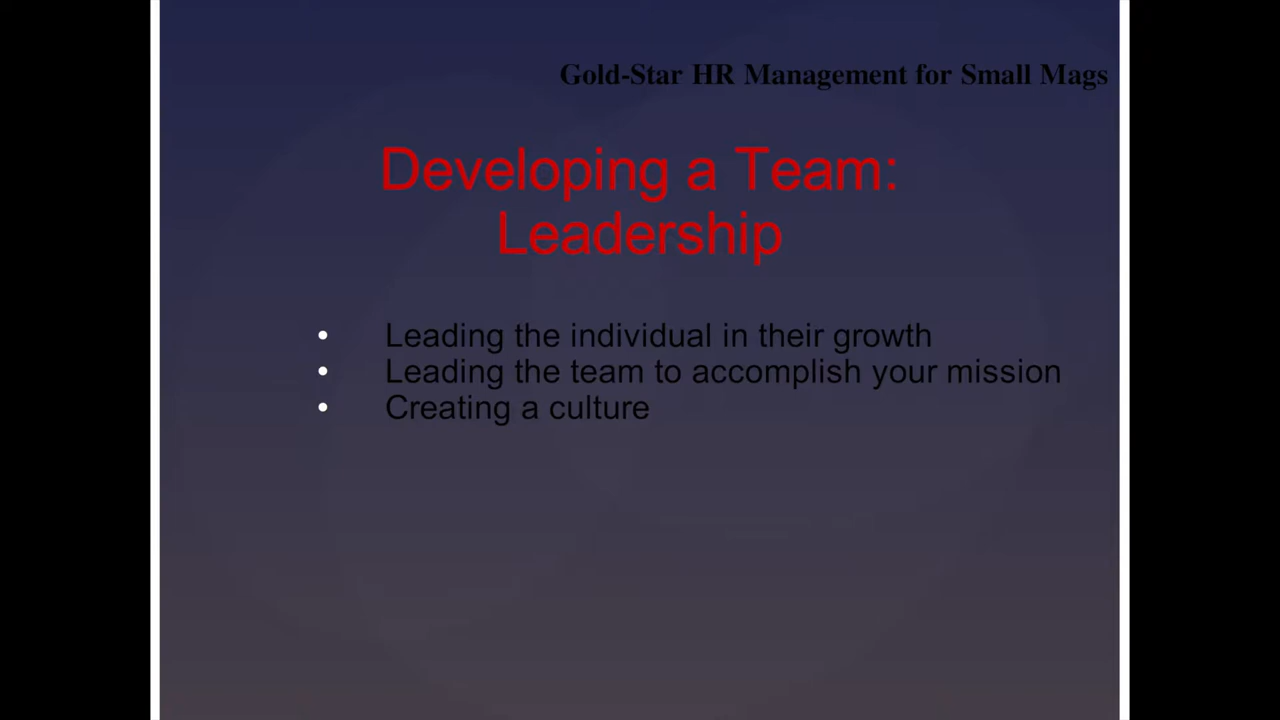 Gold-Star HR Management for Small Mags
Developing a Team:
Leadership
• Leading the individual in their growth
• Leading the team to accomplish your mission
• Creating a culture